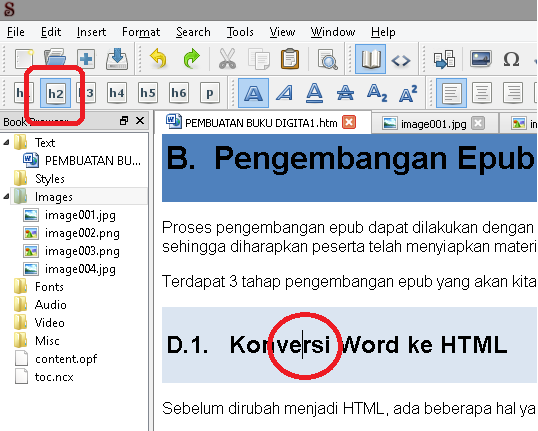 File Edit Insert Format Search Tools View Window Help
h1 h2 h3 h4 h5 h6 p A A A A A₂ A²
Book Browser
PEMBUATAN BUKU DIGITA1.htm image001.jpg
Text
PEMBUATAN BU...
Styles
Images
image001.jpg
image002.png
image003.png
image004.jpg
Fonts
Audio
Video
Misc
content.opf
toc.ncx
B. Pengembangan Epub
Proses pengembangan epub dapat dilakukan dengan
sehingga diharapkan peserta telah menyiapkan materi
Terdapat 3 tahap pengembangan epub yang akan kita
D.1. Konversi Word ke HTML
Sebelum dirubah menjadi HTML, ada beberapa hal ya